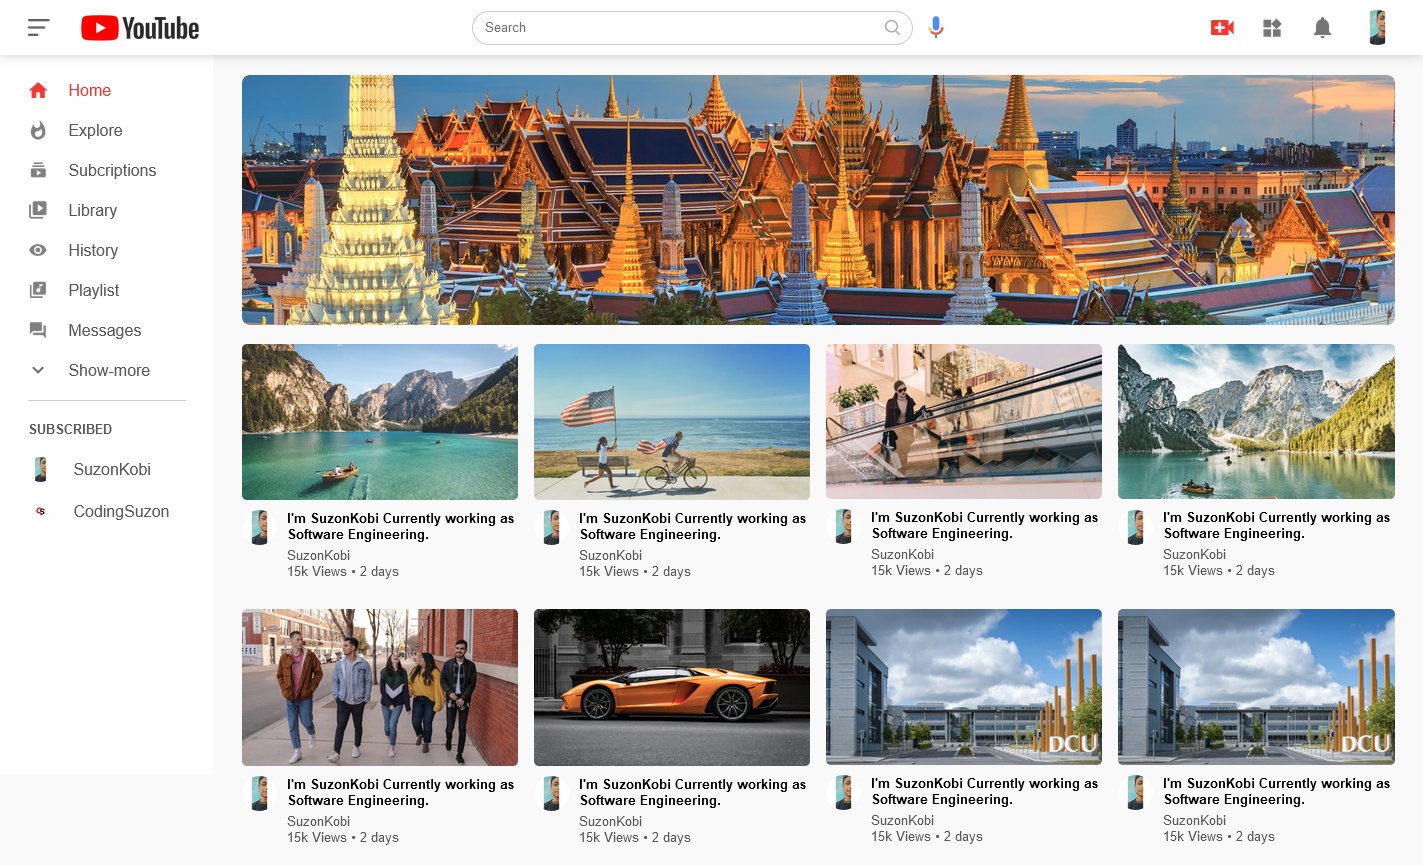 YouTube
Search
Home
Explore
Subcriptions
Library
History
Playlist
Messages
Show-more
SUBSCRIBED
SuzonKobi
CodingSuzon
I'm SuzonKobi Currently working as
Software Engineering.
SuzonKobi
15k Views • 2 days
I'm SuzonKobi Currently working as
Software Engineering.
SuzonKobi
15k Views • 2 days
I'm SuzonKobi Currently working as
Software Engineering.
SuzonKobi
15k Views • 2 days
I'm SuzonKobi Currently working as
Software Engineering.
SuzonKobi
15k Views • 2 days
DCU
DCU
I'm SuzonKobi Currently working as
Software Engineering.
SuzonKobi
15k Views • 2 days
I'm SuzonKobi Currently working as
Software Engineering.
SuzonKobi
15k Views • 2 days
I'm SuzonKobi Currently working as
Software Engineering.
SuzonKobi
15k Views • 2 days
I'm SuzonKobi Currently working as
Software Engineering.
SuzonKobi
15k Views • 2 days